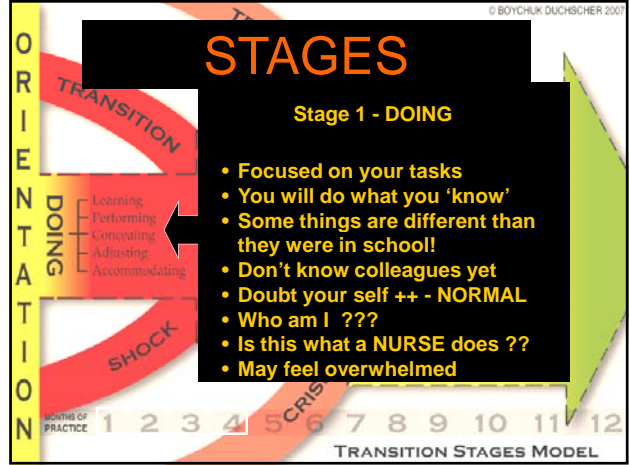 © BOYCHUK DUCHSCHER 2007
STAGES
ORIENTATION
TRANSITION
DOING
Learning
Performing
Concealing
Adjusting
Accommodating
SHOCK
Stage 1 - DOING
• Focused on your tasks
• You will do what you ‘know’
• Some things are different than
they were in school!
• Don’t know colleagues yet
• Doubt your self ++ - NORMAL
• Who am I ???
• Is this what a NURSE does ??
• May feel overwhelmed
MONTHS OF
PRACTICE 1 2 3 4 5 6 7 8 9 10 11 12
TRANSITION STAGES MODEL